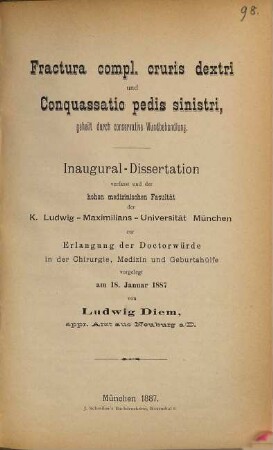 98.
Fractura compl. cruris dextri
und
Conquassatio pedis sinistri,
geheilt durch conservative Wundbehandlung.
Inaugural-Dissertation
verfasst und der
hohen medizinischen Fakultät
der
K. Ludwig-Maximilians-Universität München
zur
Erlangung der Doctorwürde
in der Chirurgie, Medizin und Geburtshülfe
vorgelegt
am 18. Januar 1887
von
Ludwig Diem,
appr. Arzt aus Neuburg a/D.
München 1887.
J. Buchdruckerei,